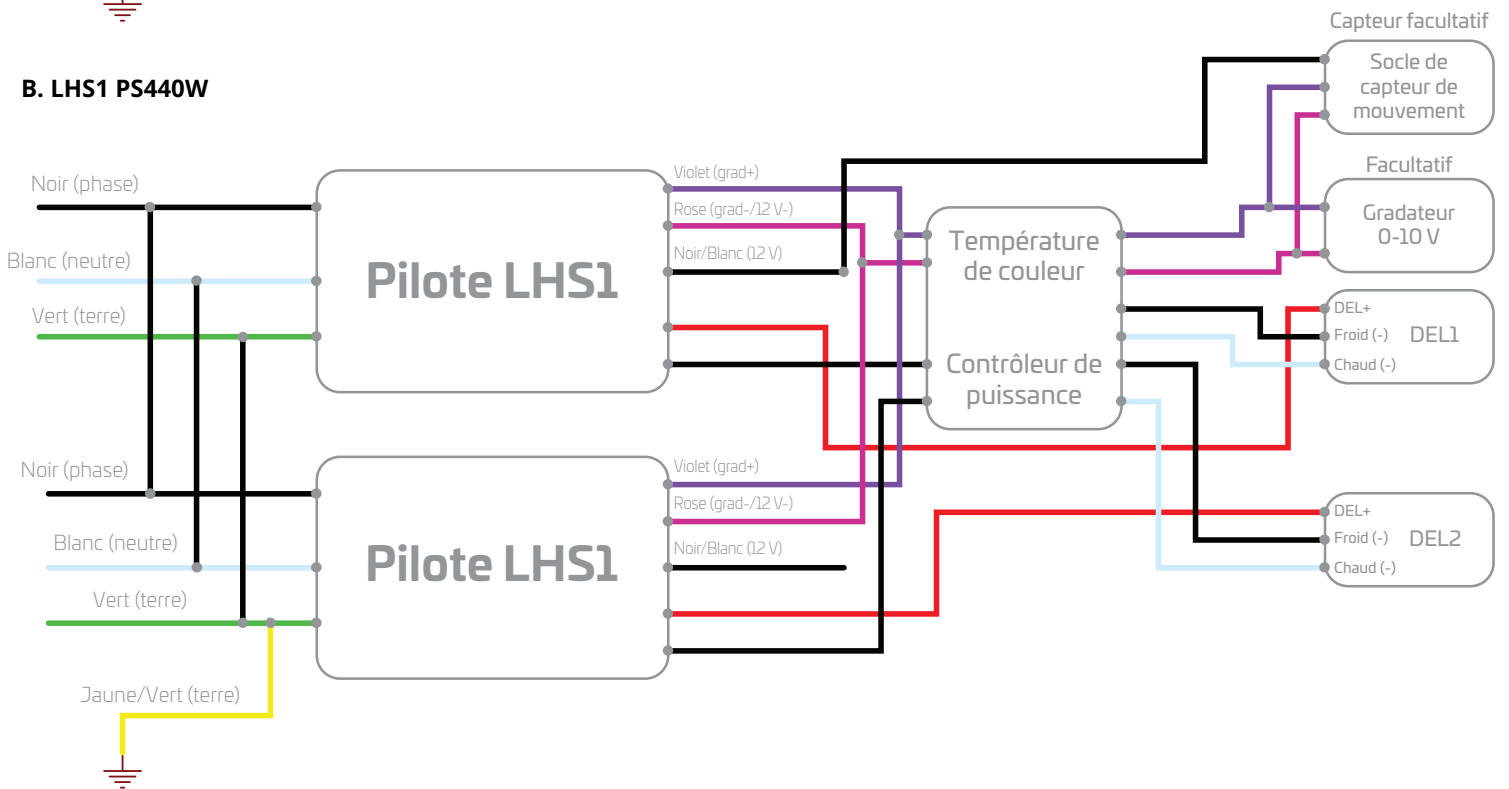 Capteur facultatif
Socle de
capteur de
mouvement
B. LHS1 PS440W
Noir (phase)
Blanc (neutre)
Vert (terre)
Pilote LHS1
Violet (grad+)
Rose (grad-/12 V-)
Noir/Blanc (12 V)
Température
de couleur
Contrôleur de
puissance
Facultatif
Gradateur
0-10 V
DEL+
Froid (-)
Chaud (-)
DEL1
Noir (phase)
Blanc (neutre)
Vert (terre)
Jaune/Vert (terre)
Pilote LHS1
Violet (grad+)
Rose (grad-/12 V-)
Noir/Blanc (12 V)
DEL+
Froid (-)
Chaud (-)
DEL2